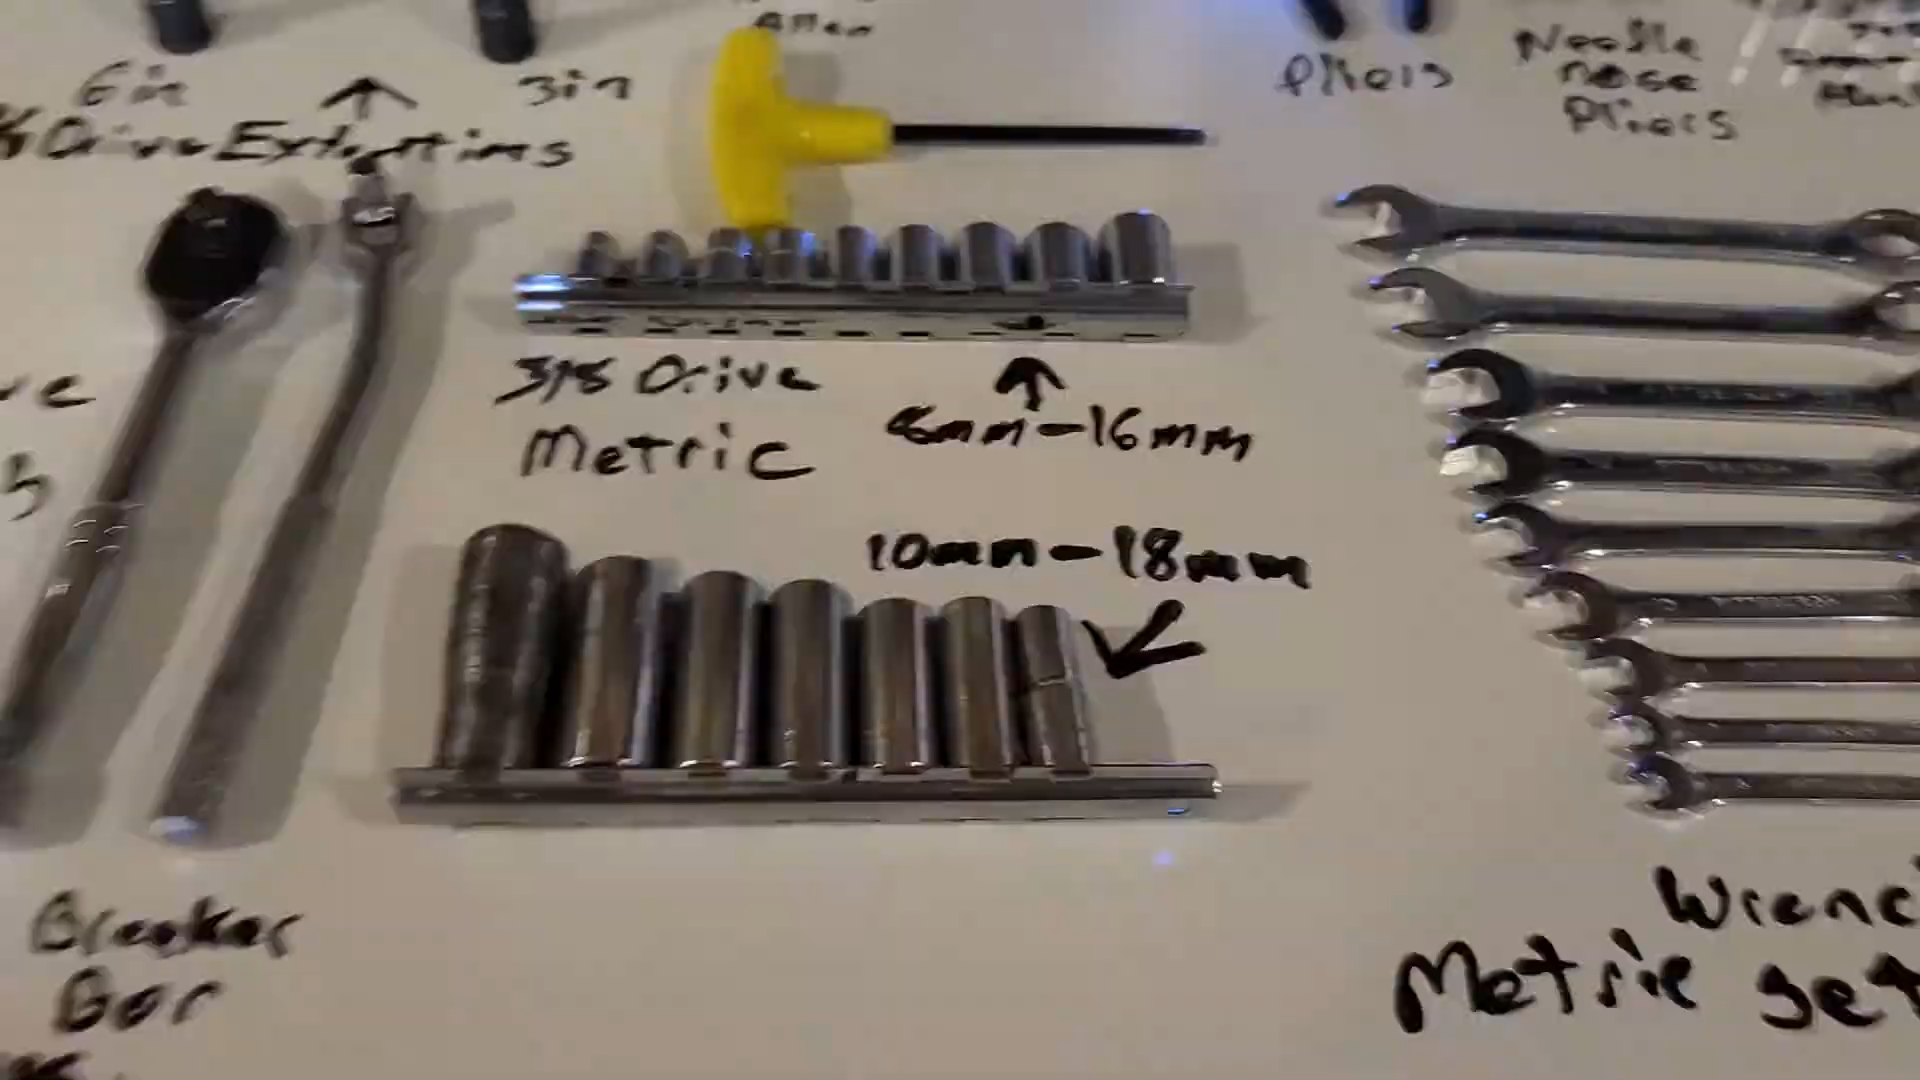 Allen
6in
3in
Drive Extentions
Pliers
Needle
nose
Pliers
3/8 Drive
Metric
6mm-16mm
10mm-18mm
Breaker
Bar
Metric set